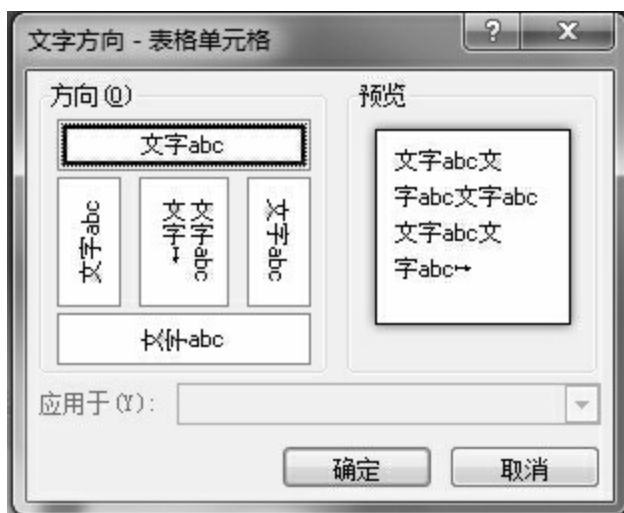 文字方向 - 表格单元格
方向(O)
文字abc
文字abc
文字abc文字→
文字abc
文字abc
预览
文字abc文
字abc文字abc
文字abc文
字abc→
应用于(Y):
确定
取消